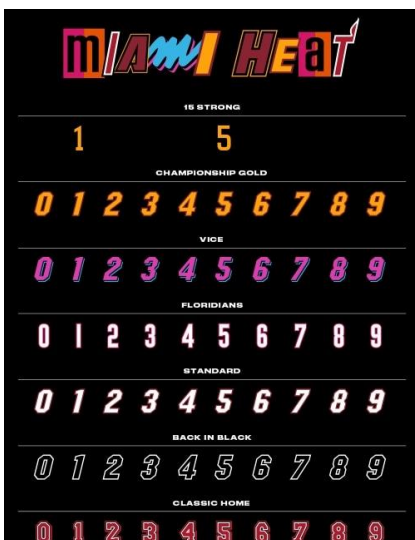 mIAMI HEAT
15 STRONG
1 5
CHAMPIONSHIP GOLD
0 1 2 3 4 5 6 7 8 9
VICE
0 1 2 3 4 5 6 7 8 9
FLORIDIANS
0 1 2 3 4 5 6 7 8 9
STANDARD
0 1 2 3 4 5 6 7 8 9
BACK IN BLACK
0 1 2 3 4 5 6 7 8 9
CLASSIC HOME
0 1 2 3 4 5 6 7 8 9